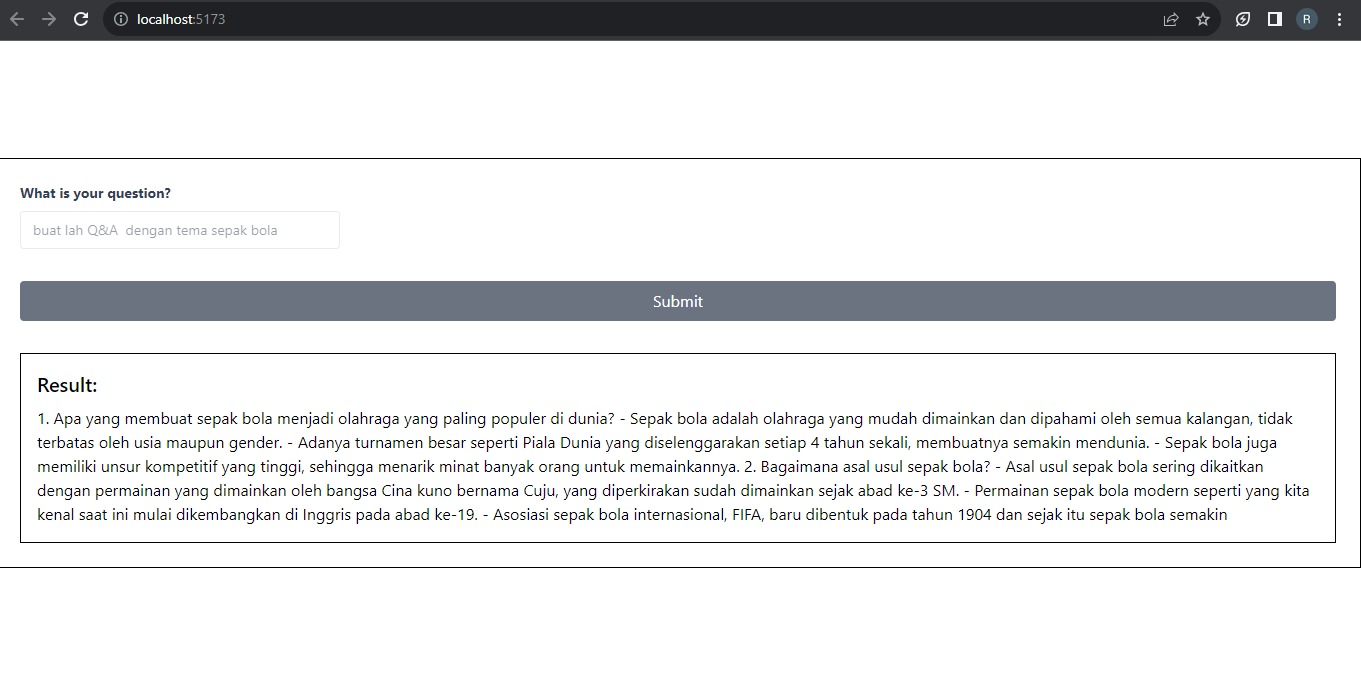 localhost:5173
R
What is your question?
buat lah Q&A  dengan tema sepak bola
Submit
Result:
1. Apa yang membuat sepak bola menjadi olahraga yang paling populer di dunia? - Sepak bola adalah olahraga yang mudah dimainkan dan dipahami oleh semua kalangan, tidak
terbatas oleh usia maupun gender. - Adanya turnamen besar seperti Piala Dunia yang diselenggarakan setiap 4 tahun sekali, membuatnya semakin mendunia. - Sepak bola juga
memiliki unsur kompetitif yang tinggi, sehingga menarik minat banyak orang untuk memainkannya. 2. Bagaimana asal usul sepak bola? - Asal usul sepak bola sering dikaitkan
dengan permainan yang dimainkan oleh bangsa Cina kuno bernama Cuju, yang diperkirakan sudah dimainkan sejak abad ke-3 SM. - Permainan sepak bola modern seperti yang kita
kenal saat ini mulai dikembangkan di Inggris pada abad ke-19. - Asosiasi sepak bola internasional, FIFA, baru dibentuk pada tahun 1904 dan sejak itu sepak bola semakin